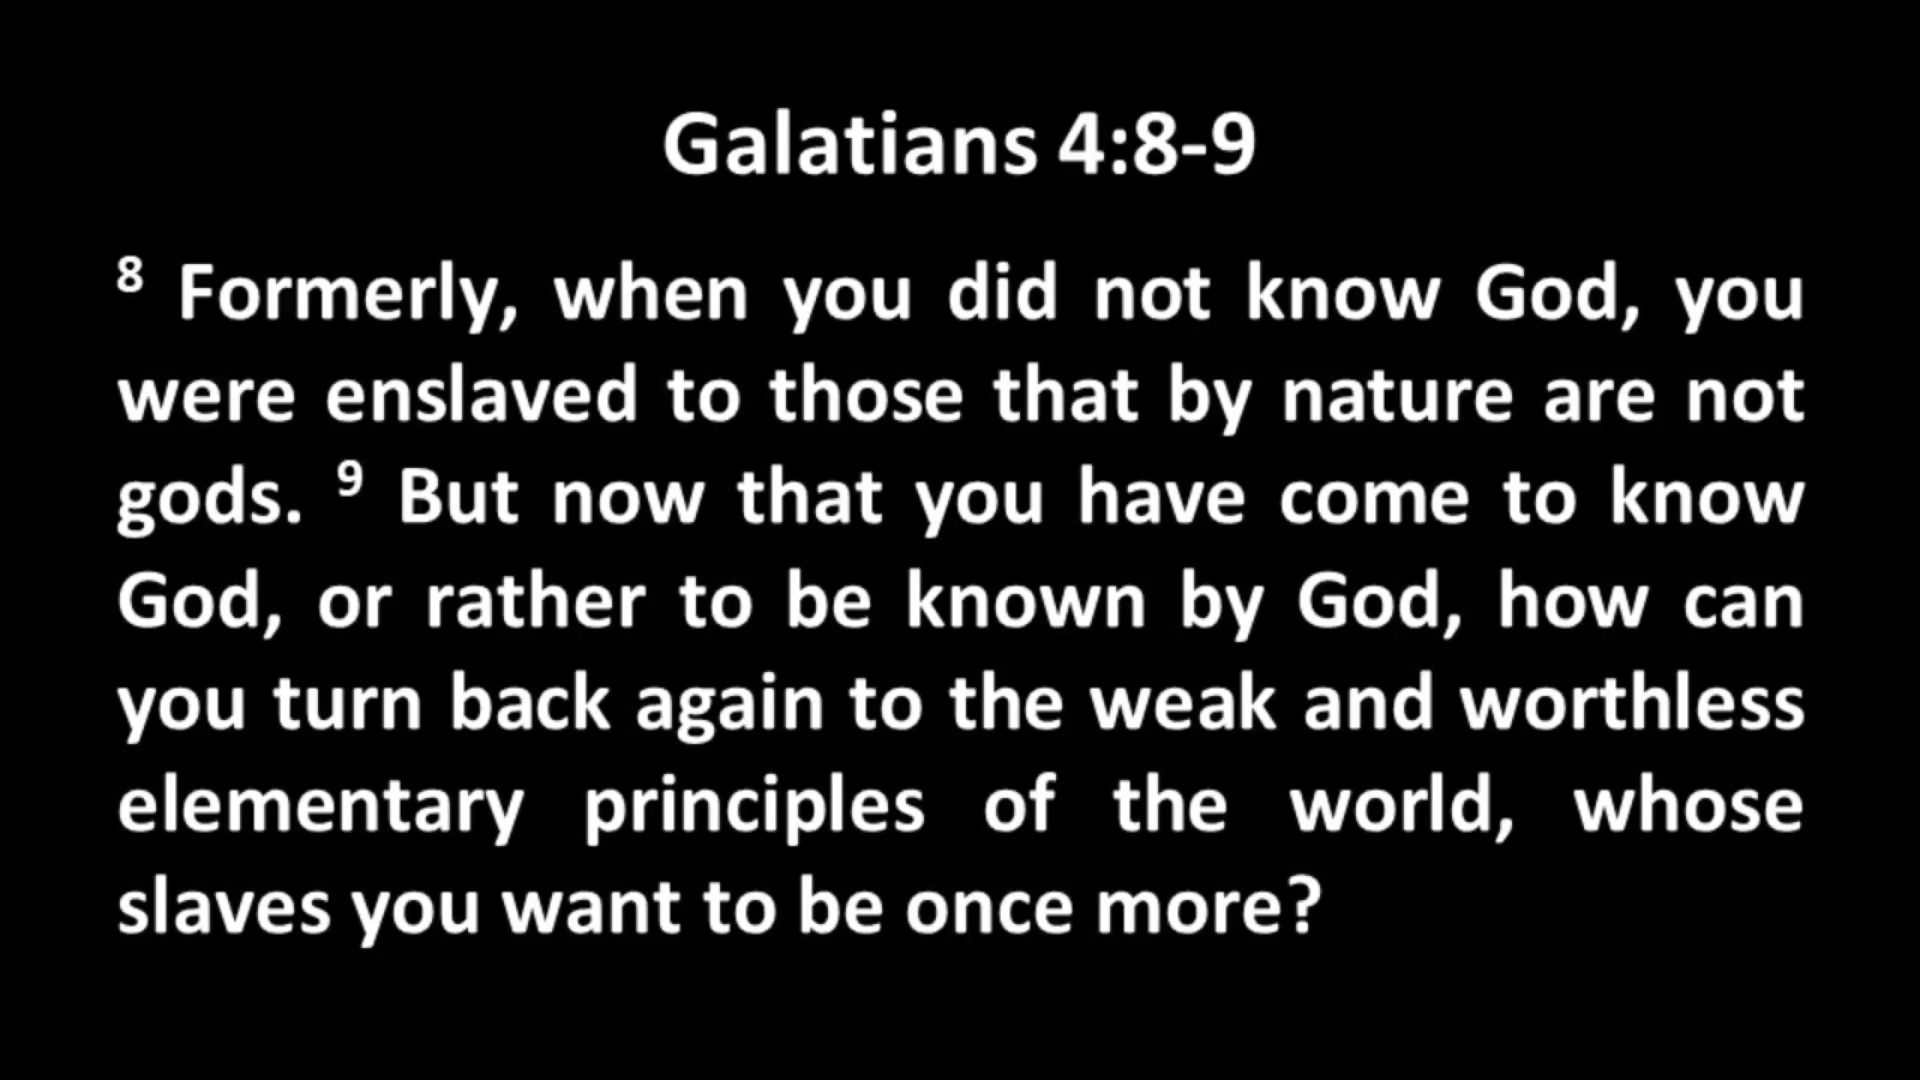 Galatians 4:8-9
⁸ Formerly, when you did not know God, you
were enslaved to those that by nature are not
gods. ⁹ But now that you have come to know
God, or rather to be known by God, how can
you turn back again to the weak and worthless
elementary principles of the world, whose
slaves you want to be once more?